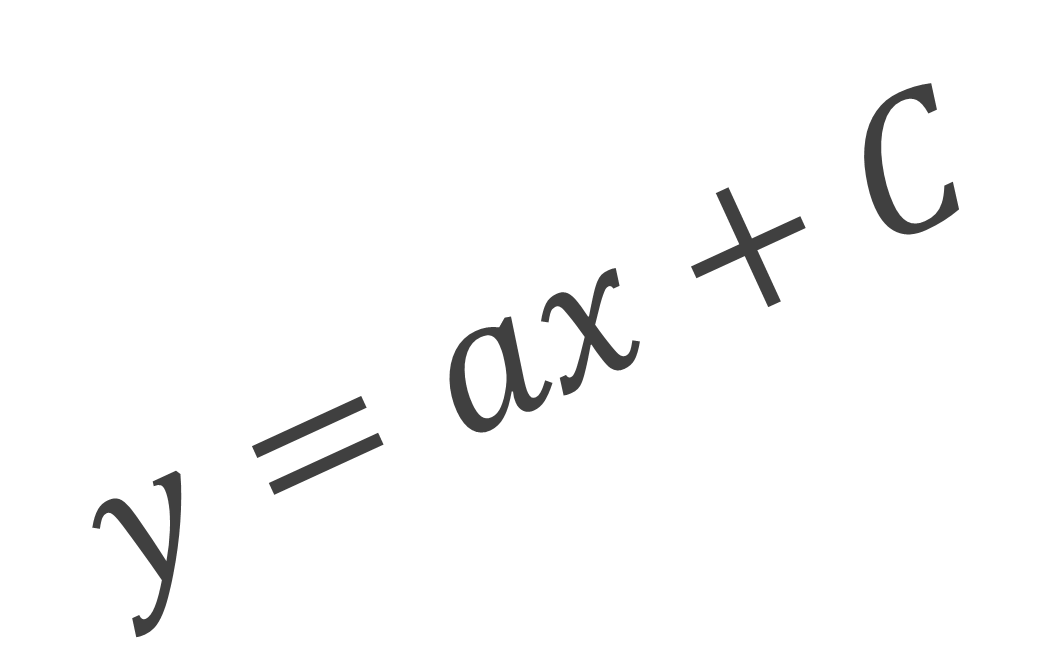 y = ax + C